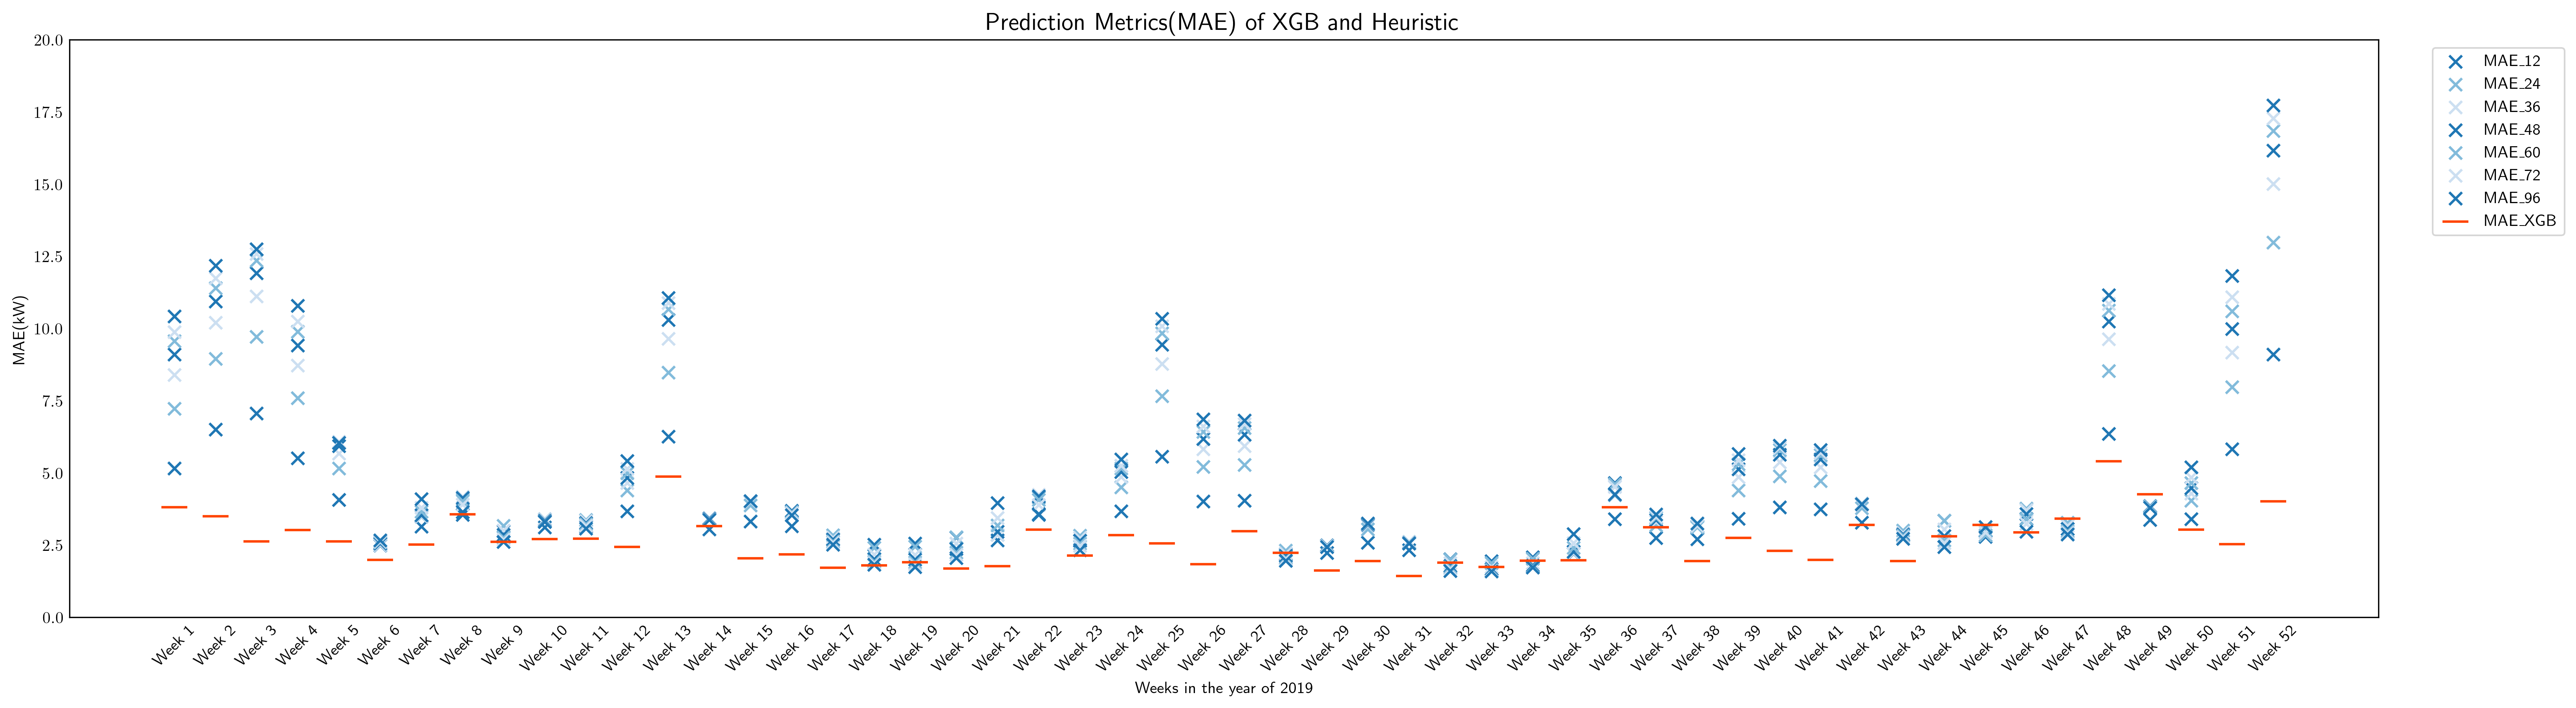 Prediction Metrics(MAE) of XGB and Heuristic
MAE(kW)
20.0
17.5
15.0
12.5
10.0
7.5
5.0
2.5
0.0
Week 1
Week 2
Week 3
Week 4
Week 5
Week 6
Week 7
Week 8
Week 9
Week 10
Week 11
Week 12
Week 13
Week 14
Week 15
Week 16
Week 17
Week 18
Week 19
Week 20
Week 21
Week 22
Week 23
Week 24
Week 25
Week 26
Week 27
Week 28
Week 29
Week 30
Week 31
Week 32
Week 33
Week 34
Week 35
Week 36
Week 37
Week 38
Week 39
Week 40
Week 41
Week 42
Week 43
Week 44
Week 45
Week 46
Week 47
Week 48
Week 49
Week 50
Week 51
Week 52
Weeks in the year of 2019
MAE_12
MAE_24
MAE_36
MAE_48
MAE_60
MAE_72
MAE_96
MAE_XGB